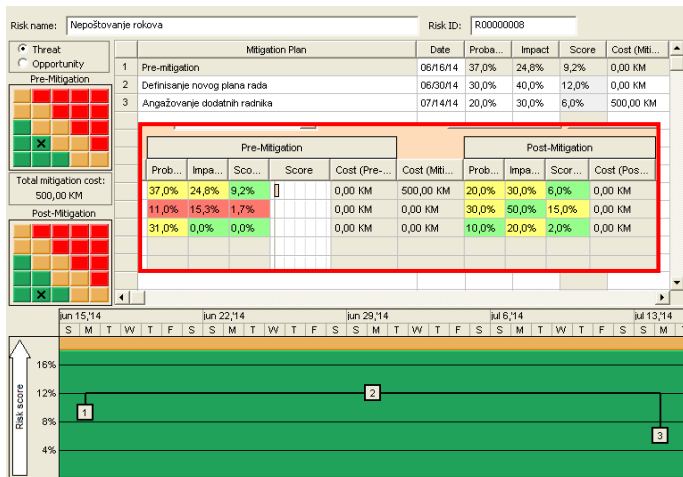 Risk name: Nepoštovanje rokova Risk ID: R00000008
Threat
Opportunity
Pre-Mitigation
Total mitigation cost:
500,00 KM
Post-Mitigation
Mitigation Plan Date Proba... Impact Score Cost (Miti...
1 Pre-mitigation 06/16/14 37,0% 24,8% 9,2% 0,00 KM
2 Definisanje novog plana rada 06/30/14 30,0% 40,0% 12,0% 0,00 KM
3 Angažovanje dodatnih radnika 07/14/14 20,0% 30,0% 6,0% 500,00 KM
Pre-Mitigation Post-Mitigation
Prob... Impa... Sco... Score Cost (Pre-... Cost (Miti... Prob... Impa... Scor... Cost (Pos...
37,0% 24,8% 9,2% 0,00 KM 500,00 KM 20,0% 30,0% 6,0% 0,00 KM
11,0% 15,3% 1,7% 0,00 KM 0,00 KM 30,0% 50,0% 15,0% 0,00 KM
31,0% 0,0% 0,0% 0,00 KM 0,00 KM 10,0% 20,0% 2,0% 0,00 KM
jun 15,'14 jun 22,'14 jun 29,'14 jul 6,'14 jul 13,'14
S M T W T F S S M T W T F S S M T W T F S S M T W T F S S M
Risk score
16%
12%
8%
4%
1
2
3